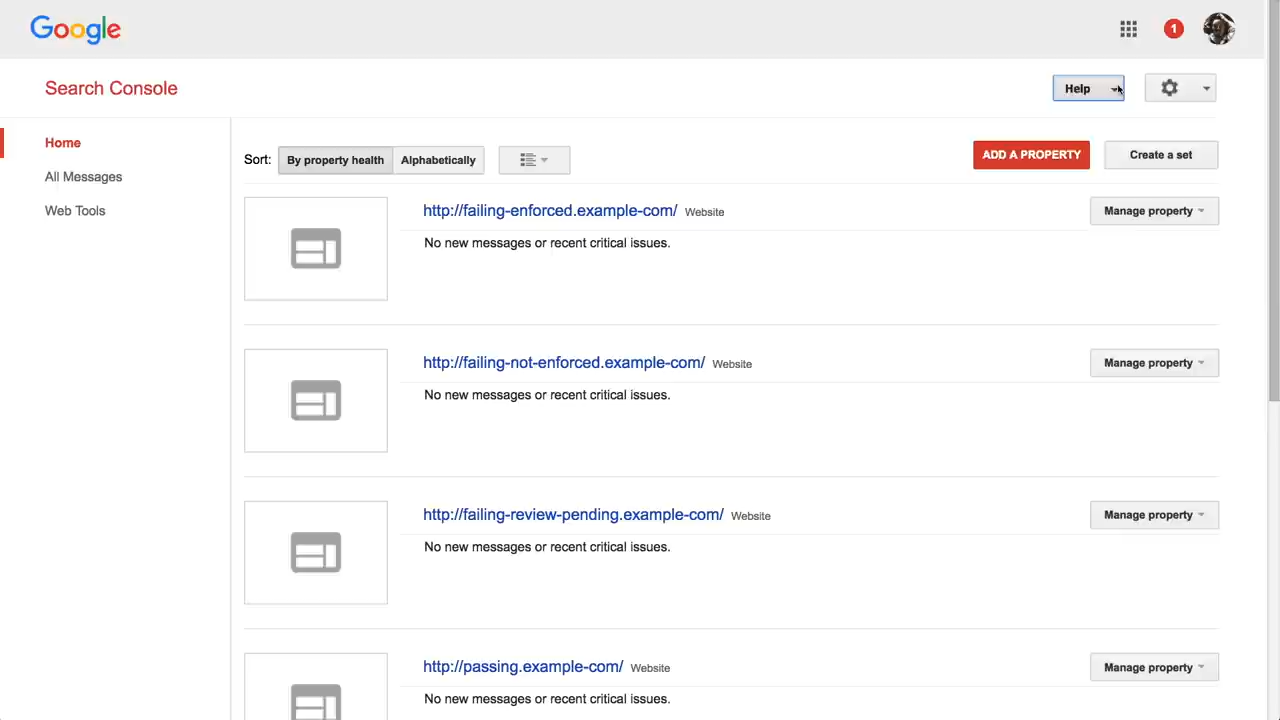 Google
1
Search Console
Help
Home
All Messages
Web Tools
Sort: By property health Alphabetically
ADD A PROPERTY Create a set
http://failing-enforced.example-com/ Website
Manage property
No new messages or recent critical issues.
http://failing-not-enforced.example-com/ Website
Manage property
No new messages or recent critical issues.
http://failing-review-pending.example-com/ Website
Manage property
No new messages or recent critical issues.
http://passing.example-com/ Website
Manage property
No new messages or recent critical issues.